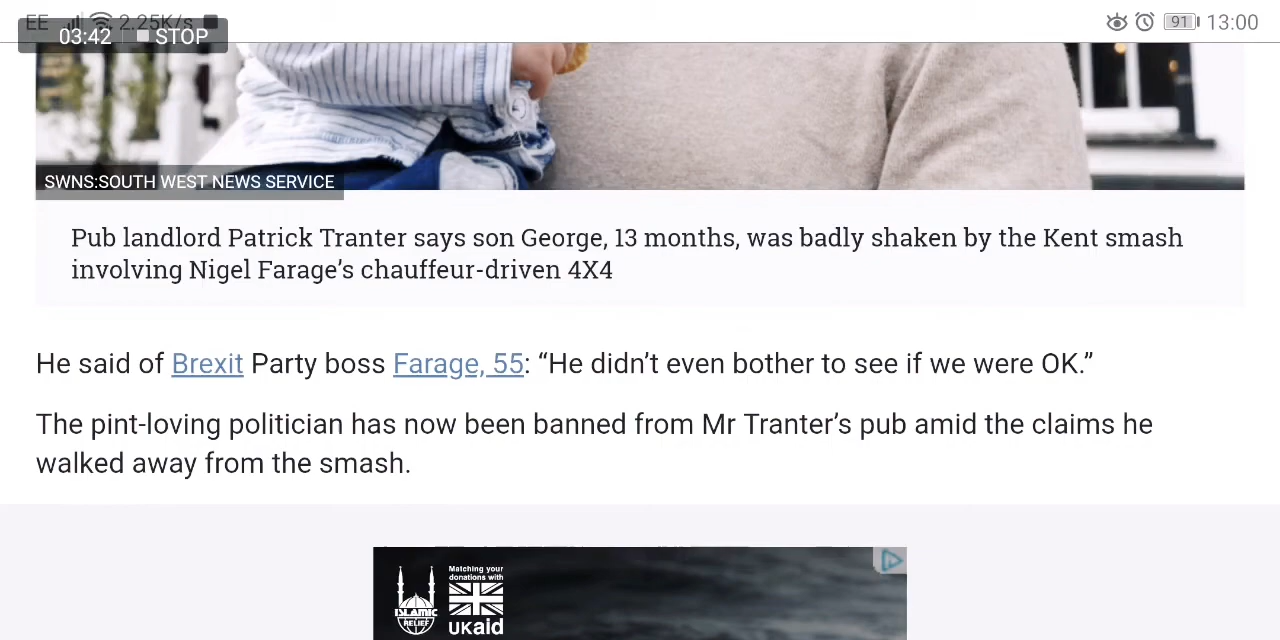 EE 2.25K/s
03:42 STOP
91 13:00
SWNS:SOUTH WEST NEWS SERVICE
Pub landlord Patrick Tranter says son George, 13 months, was badly shaken by the Kent smash
involving Nigel Farage’s chauffeur-driven 4X4
He said of Brexit Party boss Farage, 55: “He didn’t even bother to see if we were OK.”
The pint-loving politician has now been banned from Mr Tranter’s pub amid the claims he
walked away from the smash.
Matching your
donations with
ISLAMIC
RELIEF
ukaid